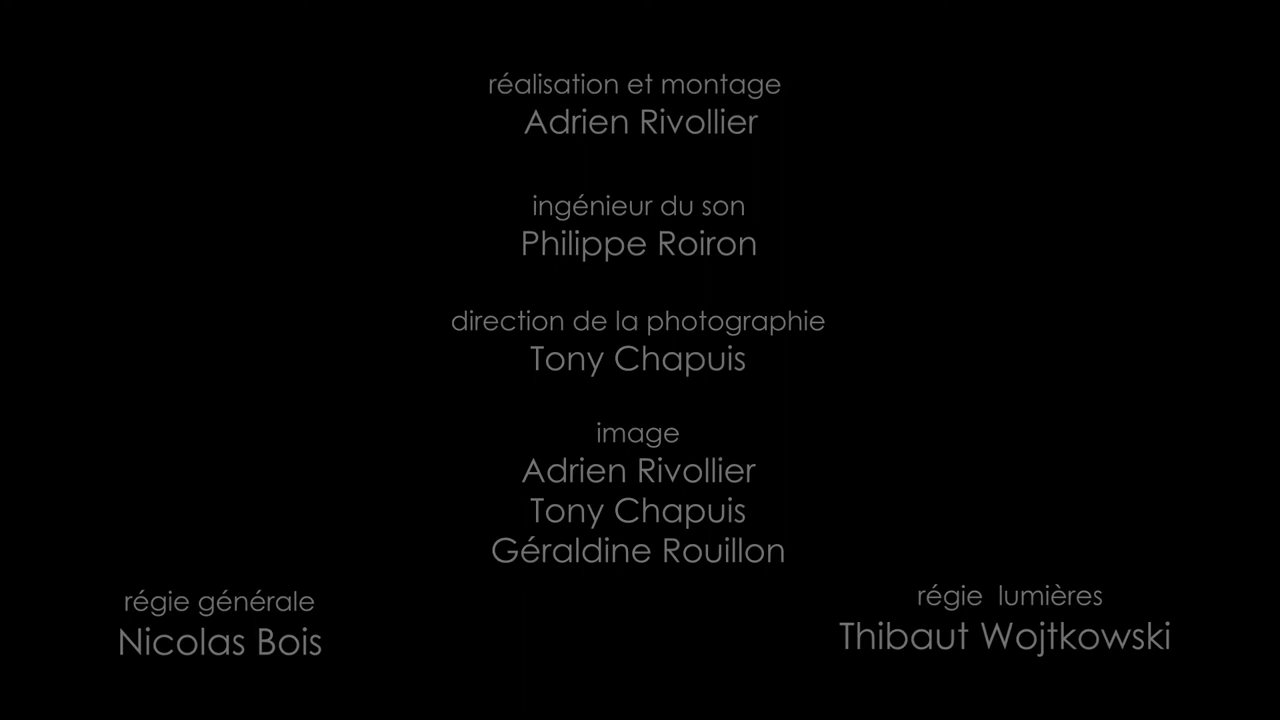 réalisation et montage
Adrien Rivollier
ingénieur du son
Philippe Roiron
direction de la photographie
Tony Chapuis
image
Adrien Rivollier
Tony Chapuis
Géraldine Rouillon
régie générale
Nicolas Bois
régie lumières
Thibaut Wojtkowski